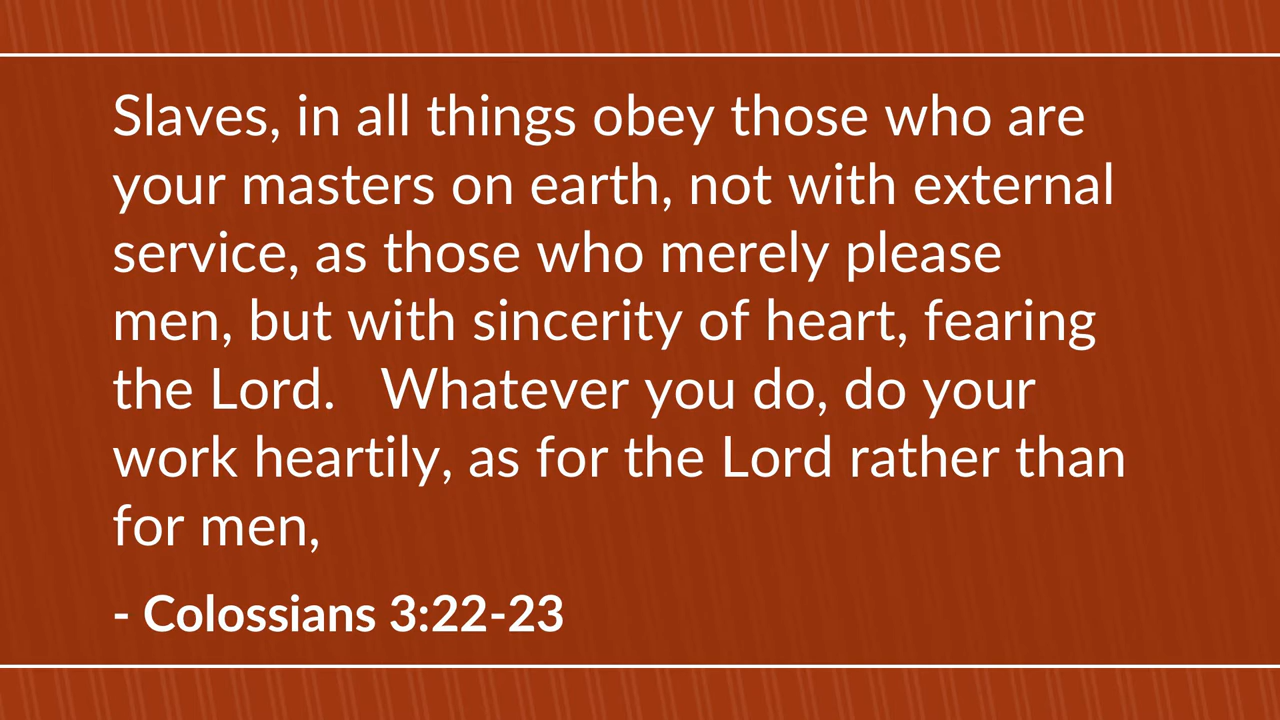 Slaves, in all things obey those who are
your masters on earth, not with external
service, as those who merely please
men, but with sincerity of heart, fearing
the Lord.   Whatever you do, do your
work heartily, as for the Lord rather than
for men,
- Colossians 3:22-23